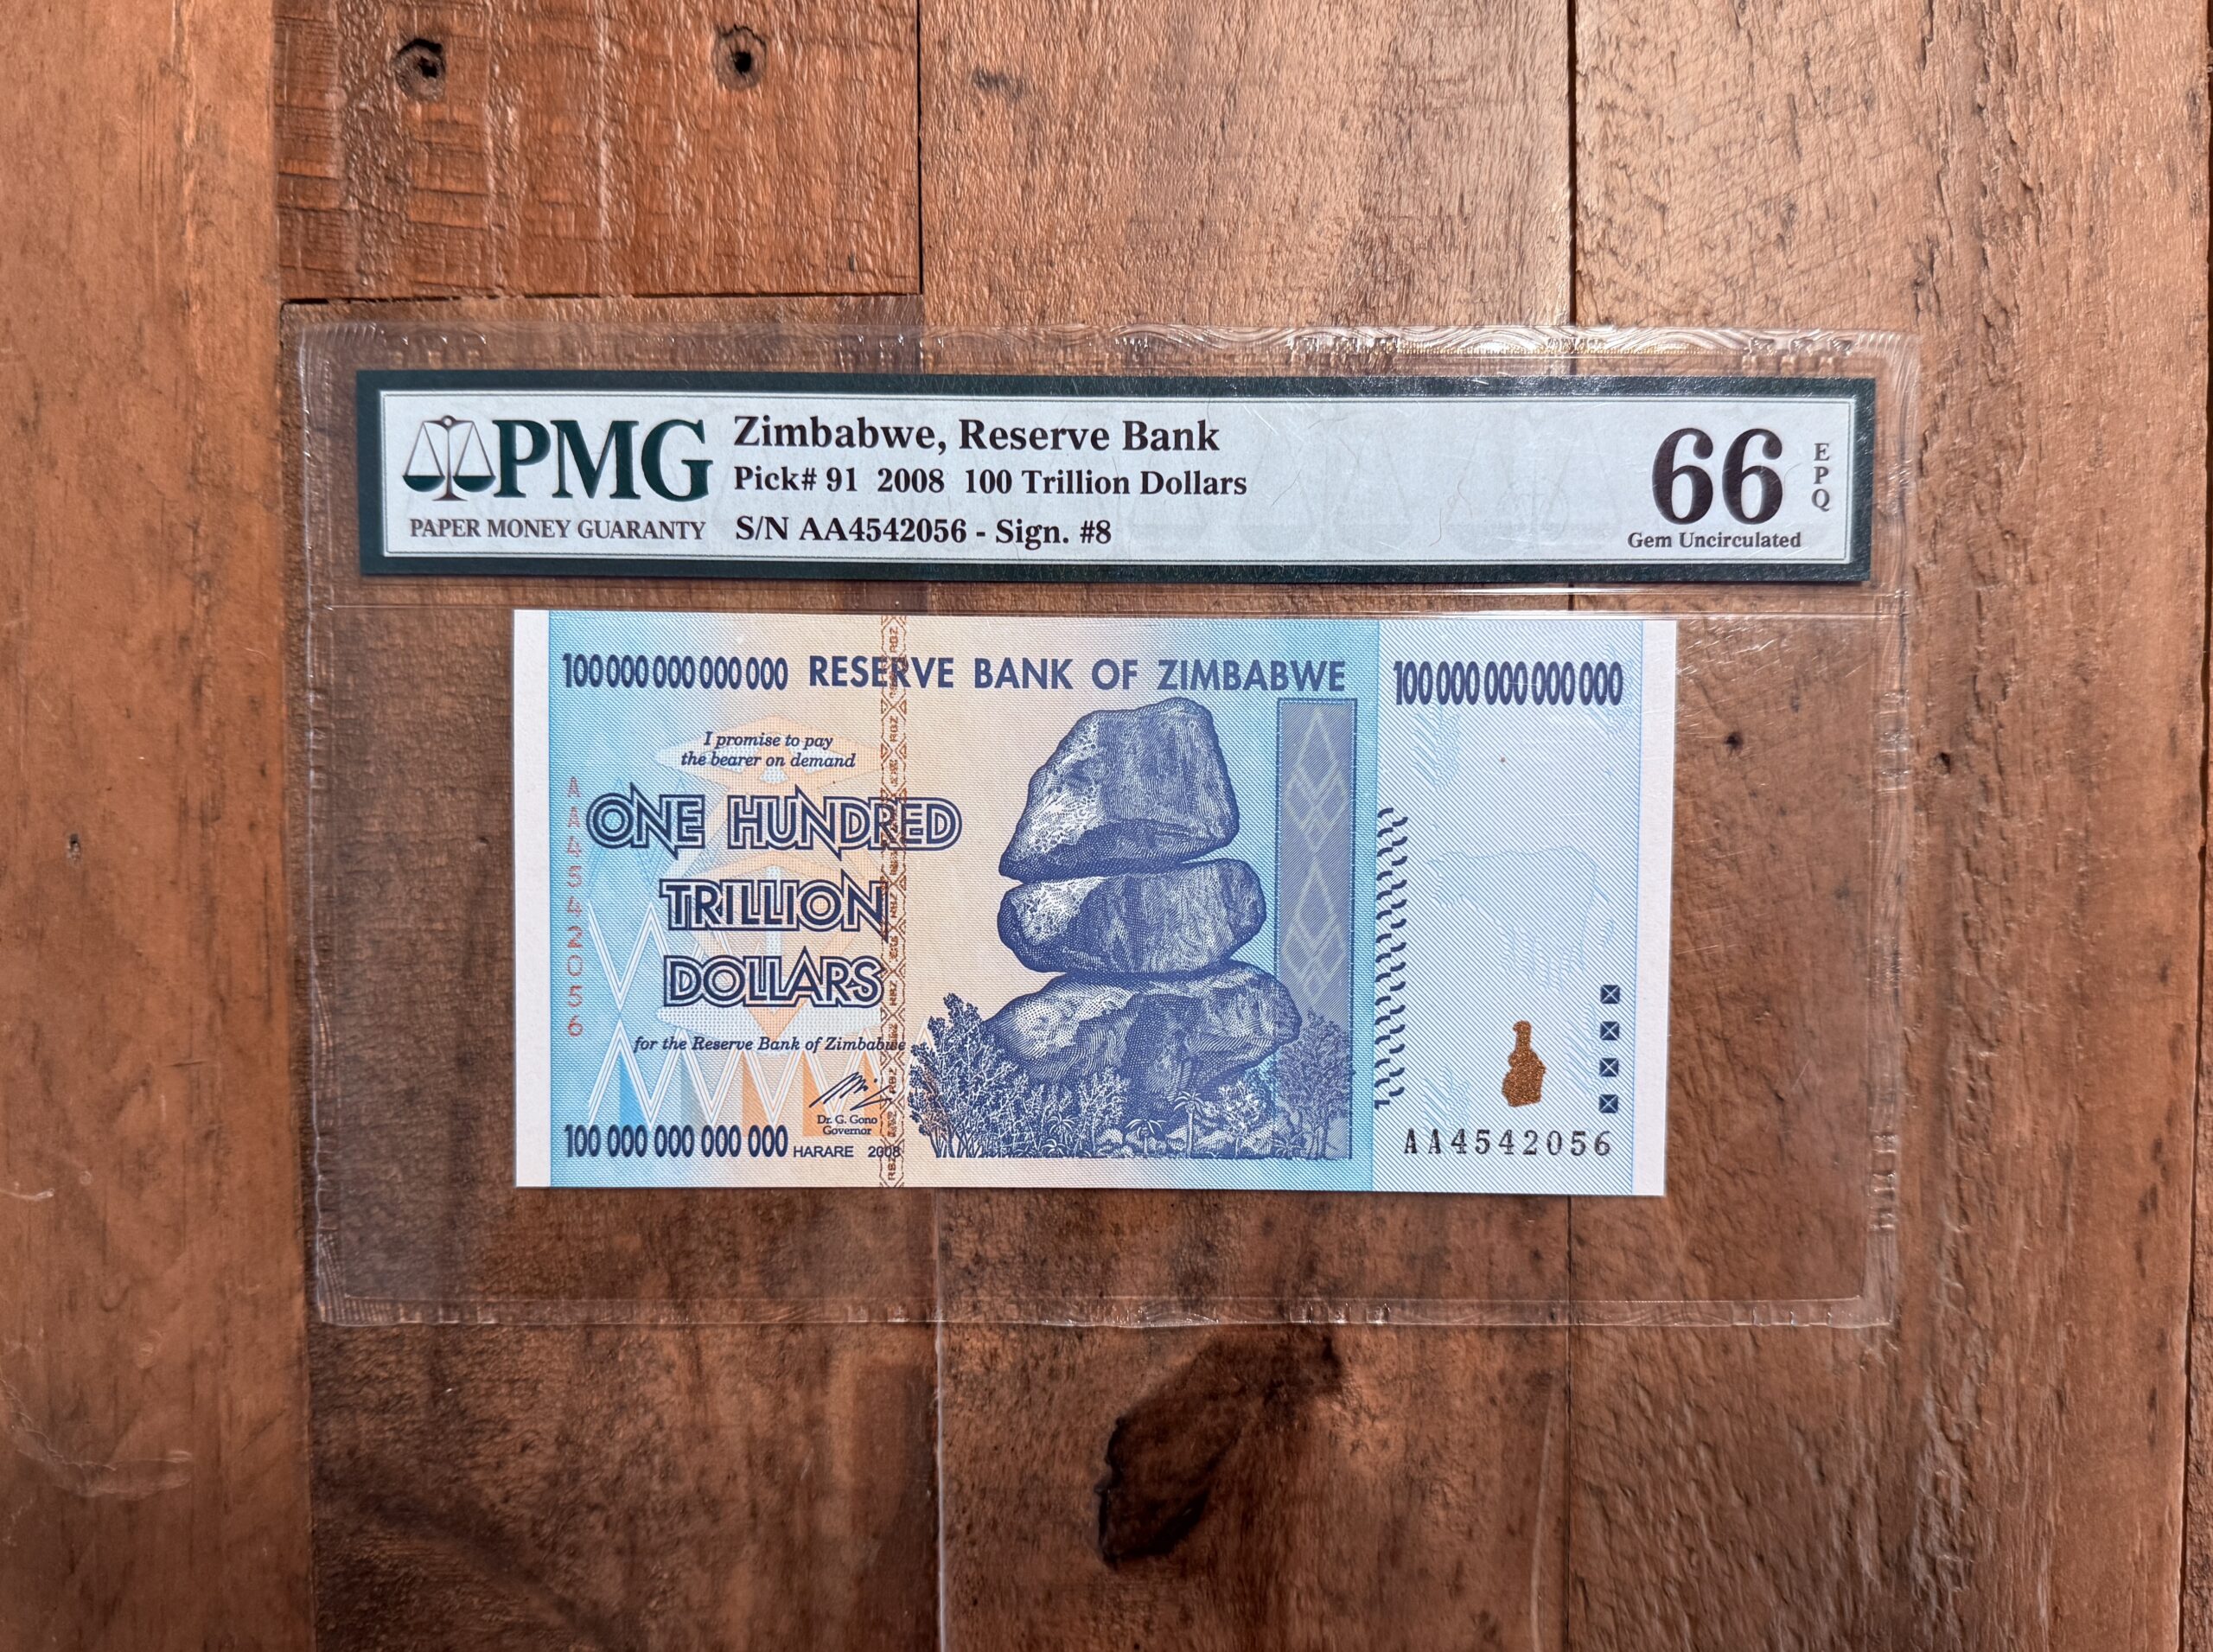 PMG
PAPER MONEY GUARANTY
Zimbabwe, Reserve Bank
Pick# 91 2008 100 Trillion Dollars
S/N AA4542056 - Sign. #8
66
EPQ
Gem Uncirculated
100 000 000 000 000
RESERVE BANK OF ZIMBABWE
100 000 000 000 000
I promise to pay
the bearer on demand
AA4542056
ONE HUNDRED
TRILLION
DOLLARS
for the Reserve Bank of Zimbabwe
Dr. G. Gono
Governor
100 000 000 000 000
HARARE 2008
AA4542056